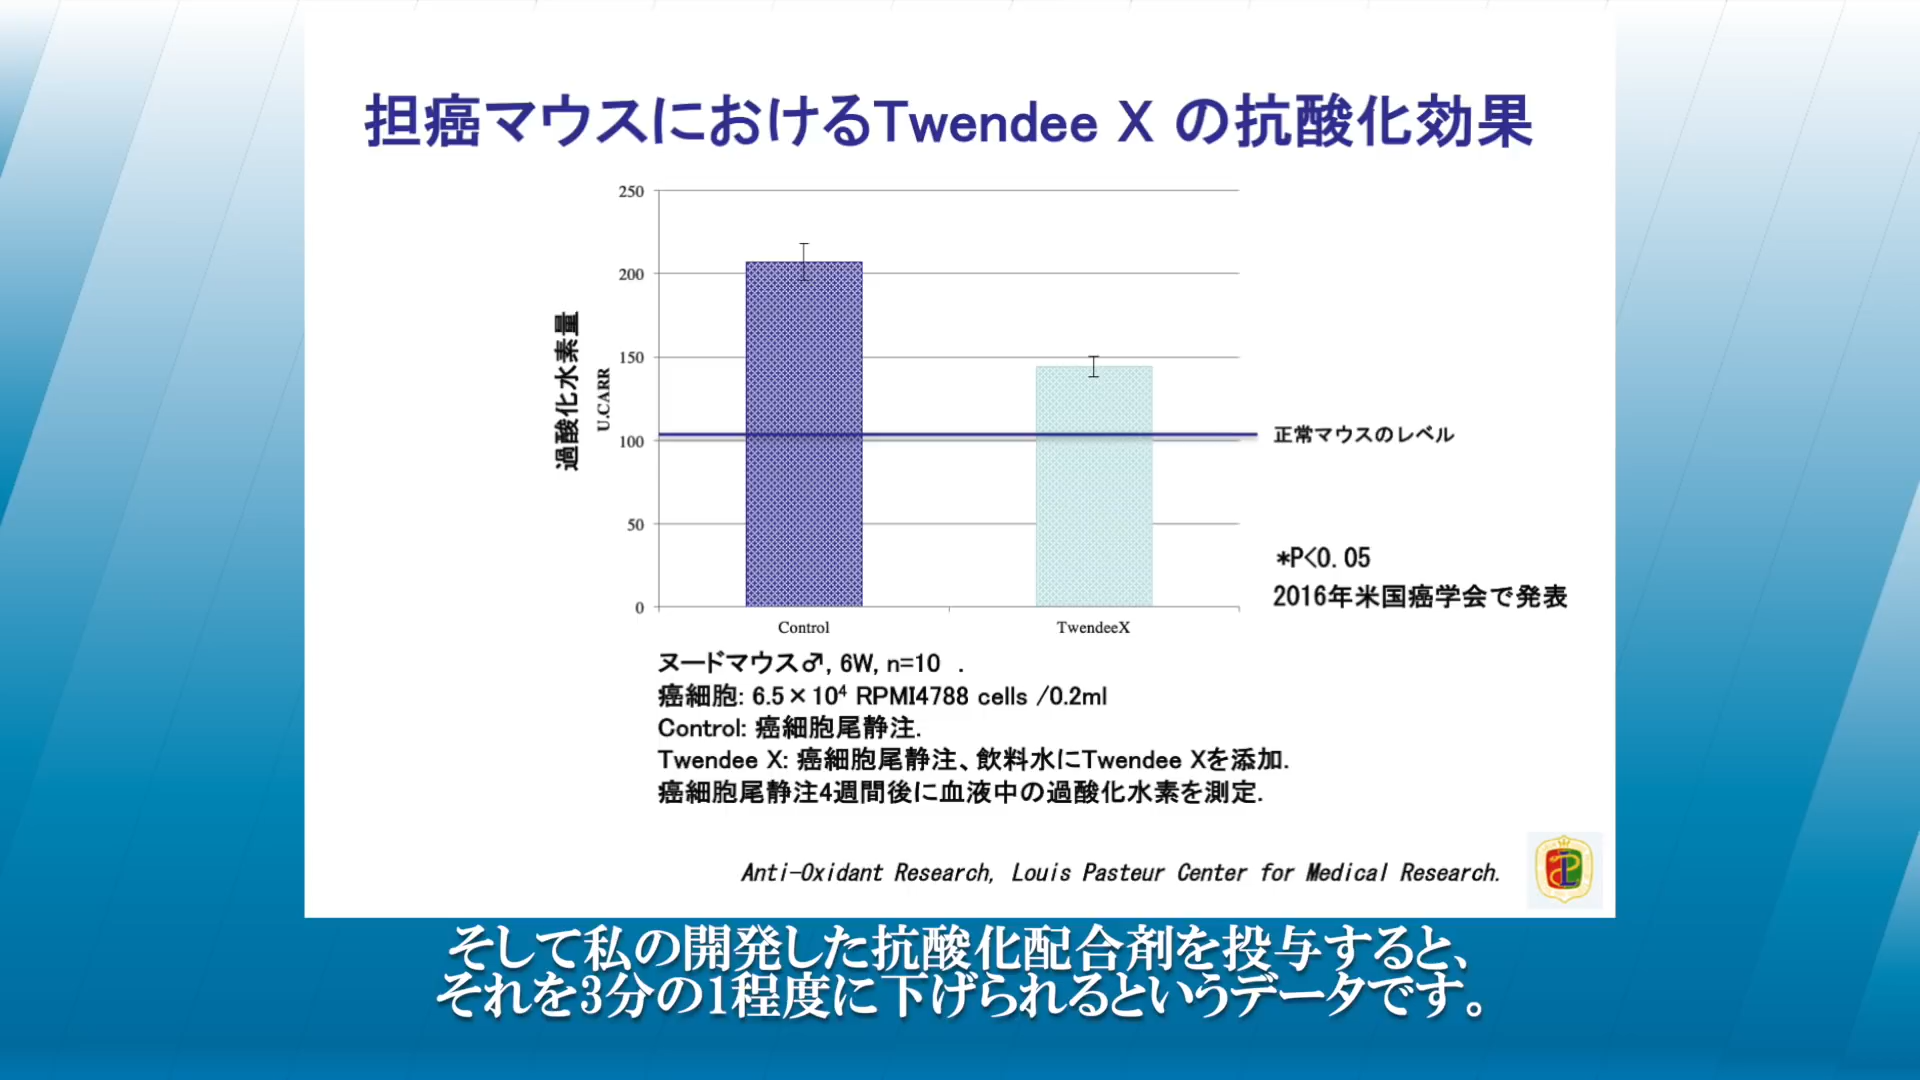 担癌マウスにおけるTwendee X の抗酸化効果
過酸化水素量
U.CARR
250
200
150
100
50
0
Control
TwendeeX
正常マウスのレベル
*P<0.05
2016年米国癌学会で発表
ヌードマウス♂, 6W, n=10 .
癌細胞: 6.5×10⁴ RPMI4788 cells /0.2ml
Control: 癌細胞尾静注.
Twendee X: 癌細胞尾静注、飲料水にTwendee Xを添加.
癌細胞尾静注4週間後に血液中の過酸化水素を測定.
Anti-Oxidant Research, Louis Pasteur Center for Medical Research.
そして私の開発した抗酸化配合剤を投与すると、
それを3分の1程度に下げられるというデータです。